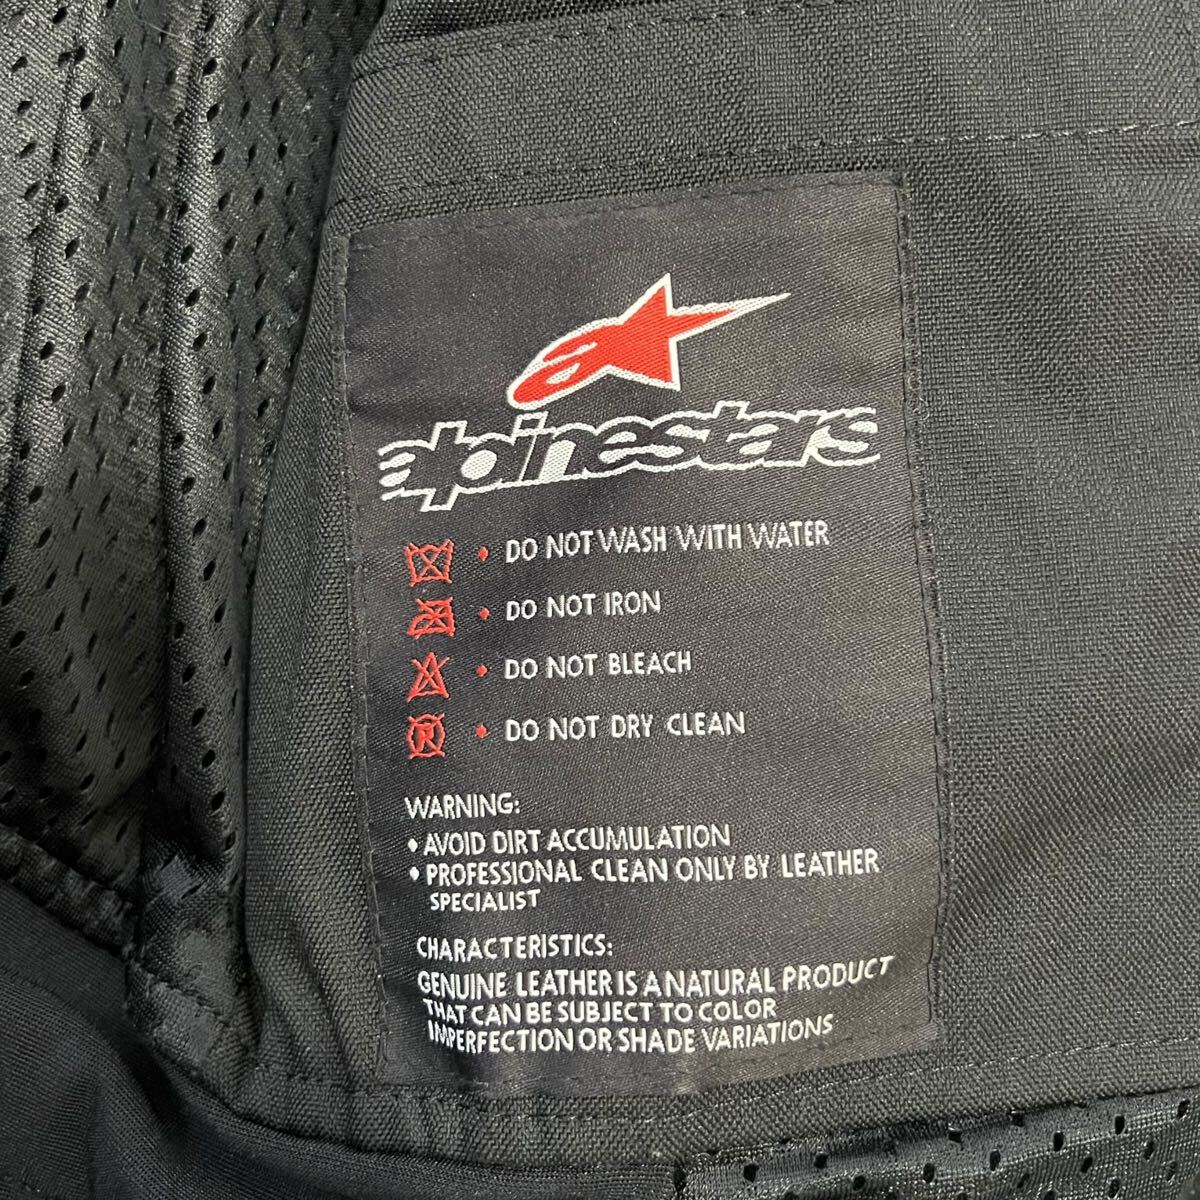 alpinestars
• DO NOT WASH WITH WATER
• DO NOT IRON
• DO NOT BLEACH
• DO NOT DRY CLEAN
WARNING:
• AVOID DIRT ACCUMULATION
• PROFESSIONAL CLEAN ONLY BY LEATHER
SPECIALIST
CHARACTERISTICS:
GENUINE LEATHER IS A NATURAL PRODUCT
THAT CAN BE SUBJECT TO COLOR
IMPERFECTION OR SHADE VARIATIONS